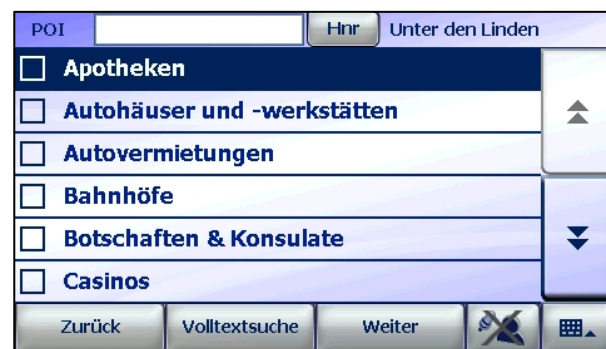 POI Hnr Unter den Linden
Apotheken
Autohäuser und -werkstätten
Autovermietungen
Bahnhöfe
Botschaften & Konsulate
Casinos
Zurück Volltextsuche Weiter